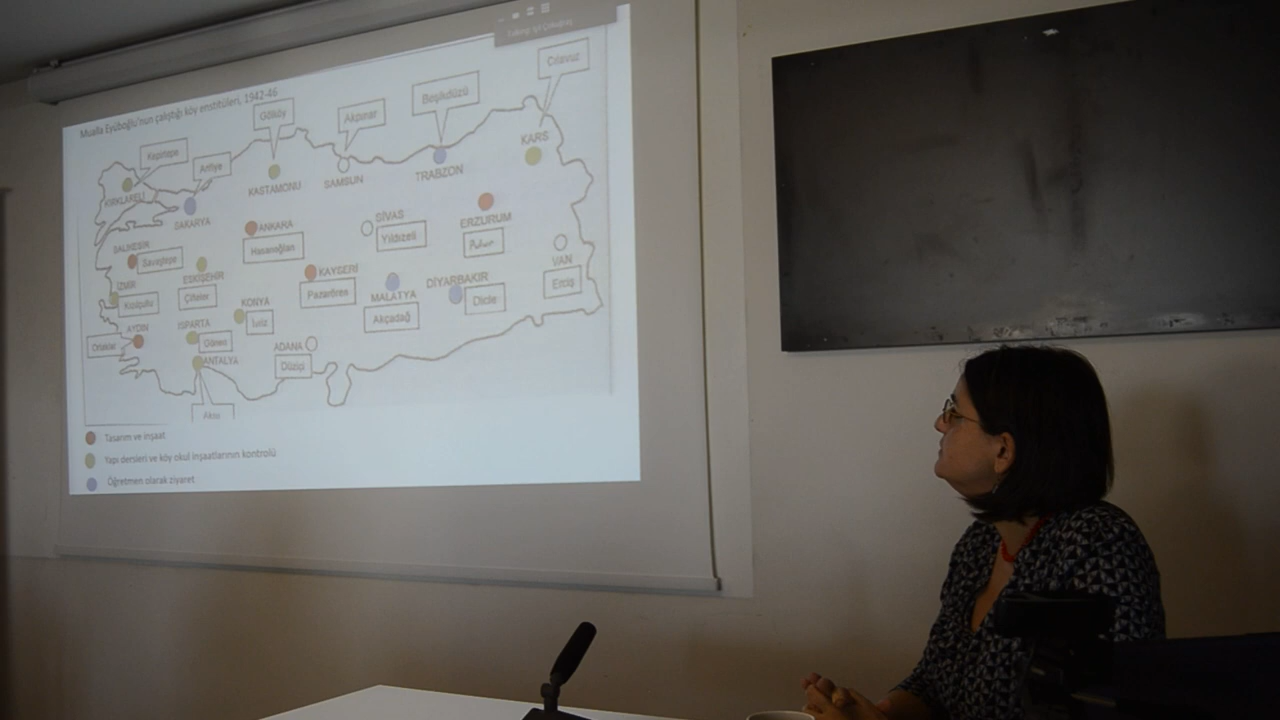 Mualla Eyüboğlu'nun çalıştığı köy enstitüleri, 1942-46
Cılavuz
Beşikdüzü
Akpınar
Gölköy
Kepirtepe
Arifiye
KIRKLARELİ
SAKARYA
KASTAMONU
SAMSUN
TRABZON
KARS
BALIKESİR
Savaştepe
ANKARA
Hasanoğlan
SİVAS
Yıldızeli
ERZURUM
Pulur
VAN
Erciş
İZMİR
Kızılçullu
ESKİŞEHİR
Çifteler
KAYSERİ
Pazarören
MALATYA
Akçadağ
DİYARBAKIR
Dicle
KONYA
İvriz
AYDIN
Ortaklar
ISPARTA
Gönen
ANTALYA
Aksu
ADANA
Düziçi
Tasarım ve inşaat
Yapı dersleri ve köy okul inşaatlarının kontrolü
Öğretmen olarak ziyaret